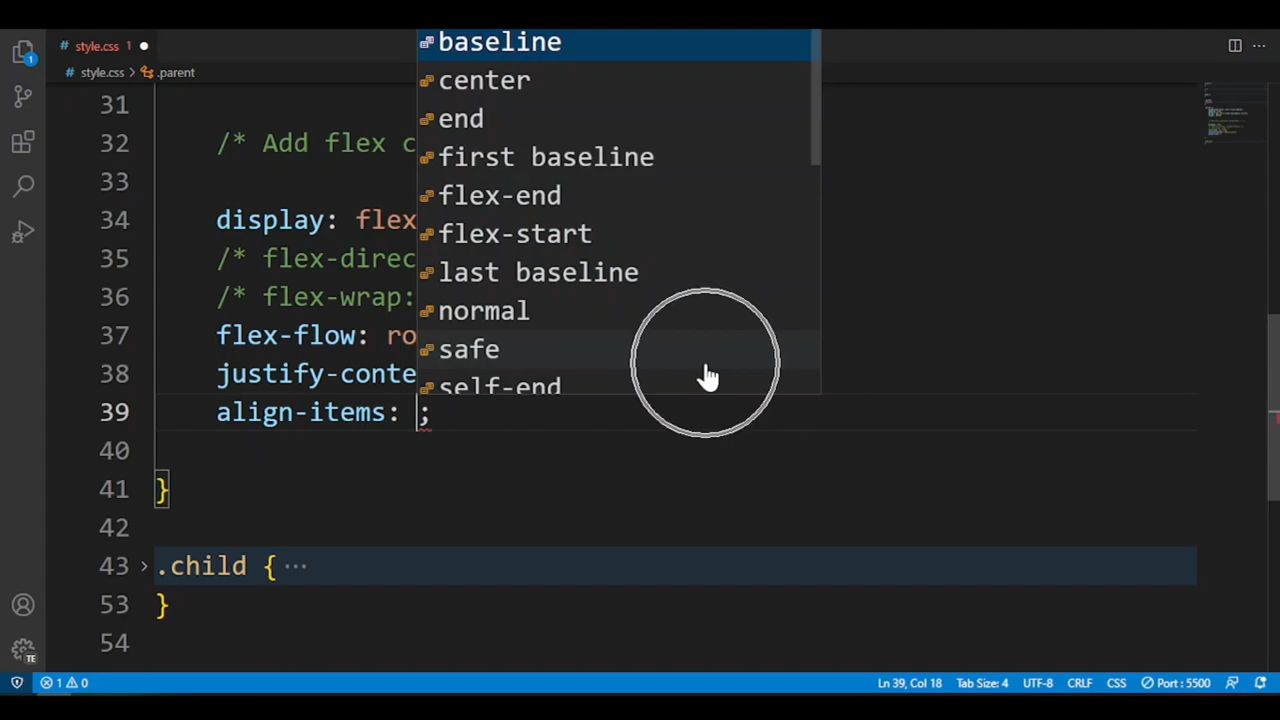 style.css 1
style.css > .parent
baseline
center
end
first baseline
flex-end
flex-start
last baseline
normal
safe
self-end
31
32 /* Add flex c
33
34 display: flex
35 /* flex-direc
36 /* flex-wrap:
37 flex-flow: ro
38 justify-conte
39 align-items: ;
40
41 }
42
43 > .child { ···
53 }
54
1
TE
1 0
Ln 39, Col 18
Tab Size: 4
UTF-8
CRLF
CSS
Port : 5500